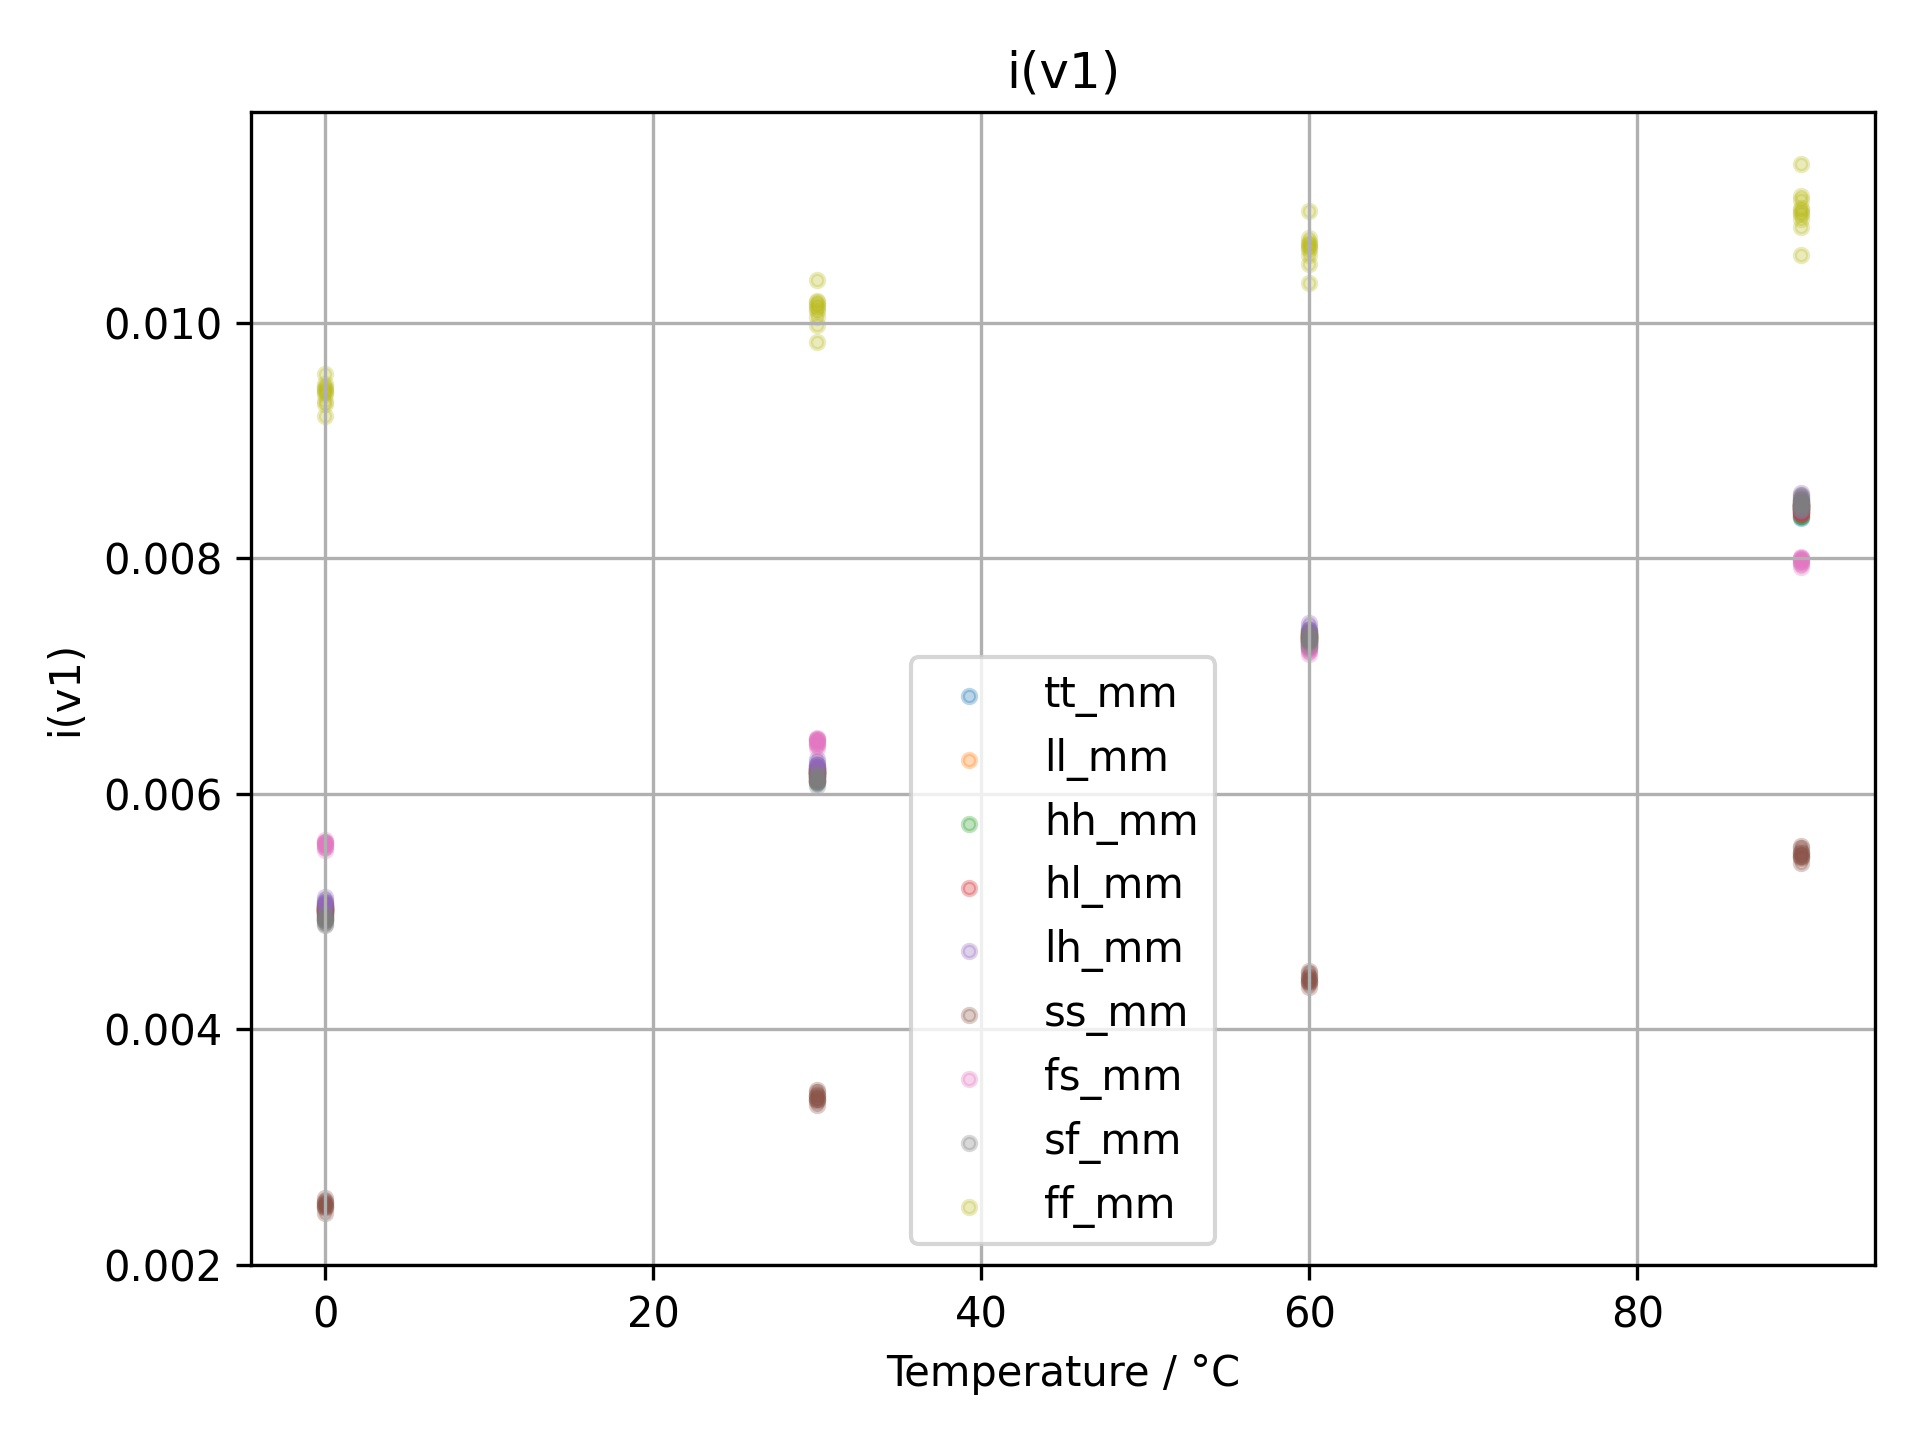 i(v1)
0.010
0.008
0.006
0.004
0.002
i(v1)
tt_mm
ll_mm
hh_mm
hl_mm
lh_mm
ss_mm
fs_mm
sf_mm
ff_mm
0 20 40 60 80
Temperature / °C